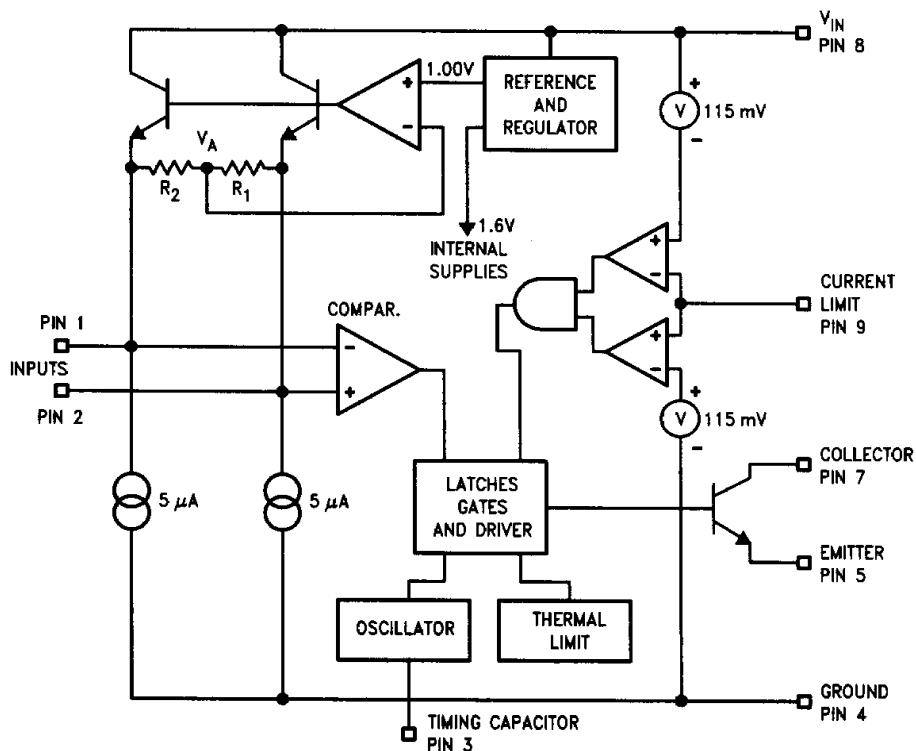 V_IN
PIN 8
1.00V
REFERENCE
AND
REGULATOR
+
V
115 mV
-
+
-
V_A
R_2
R_1
1.6V
INTERNAL
SUPPLIES
+
-
CURRENT
LIMIT
PIN 9
COMPAR.
PIN 1
INPUTS
PIN 2
-
+
+
-
+
V
115 mV
-
5 μA
5 μA
LATCHES
GATES
AND DRIVER
COLLECTOR
PIN 7
EMITTER
PIN 5
OSCILLATOR
THERMAL
LIMIT
GROUND
PIN 4
TIMING CAPACITOR
PIN 3